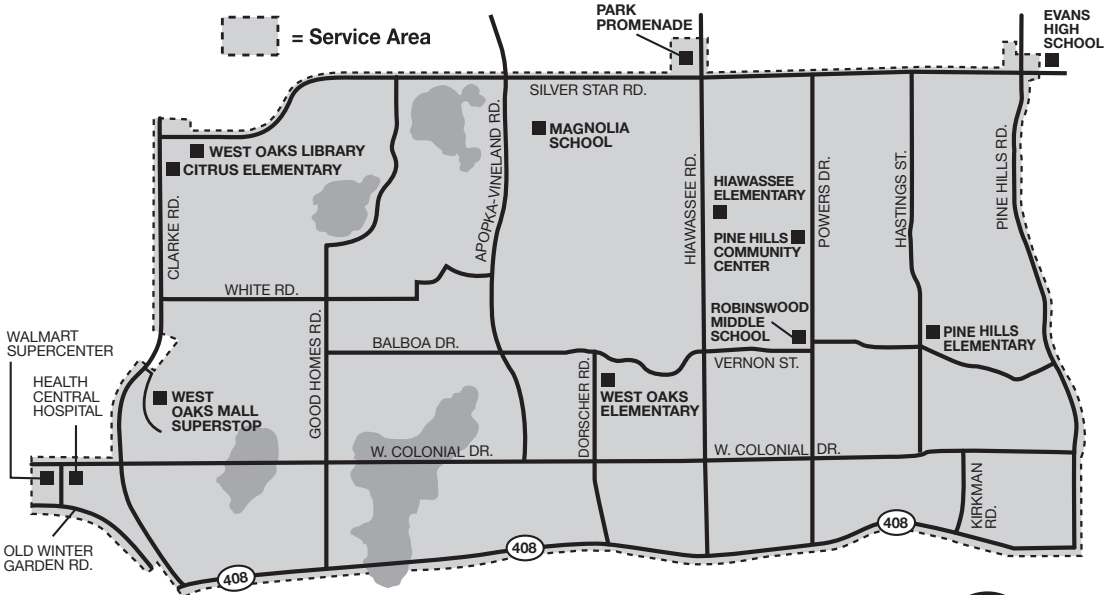 = Service Area
PARK
PROMENADE
EVANS
HIGH
SCHOOL
SILVER STAR RD.
MAGNOLIA
SCHOOL
WEST OAKS LIBRARY
CITRUS ELEMENTARY
CLARKE RD.
APOPKA-VINELAND RD.
HIAWASSEE RD.
HIAWASSEE
ELEMENTARY
PINE HILLS
COMMUNITY
CENTER
POWERS DR.
HASTINGS ST.
PINE HILLS RD.
WHITE RD.
GOOD HOMES RD.
BALBOA DR.
ROBINSWOOD
MIDDLE
SCHOOL
PINE HILLS
ELEMENTARY
VERNON ST.
WALMART
SUPERCENTER
HEALTH
CENTRAL
HOSPITAL
WEST
OAKS MALL
SUPERSTOP
DORSCHER RD.
WEST OAKS
ELEMENTARY
W. COLONIAL DR.
W. COLONIAL DR.
KIRKMAN
RD.
OLD WINTER
GARDEN RD.
408
408
408